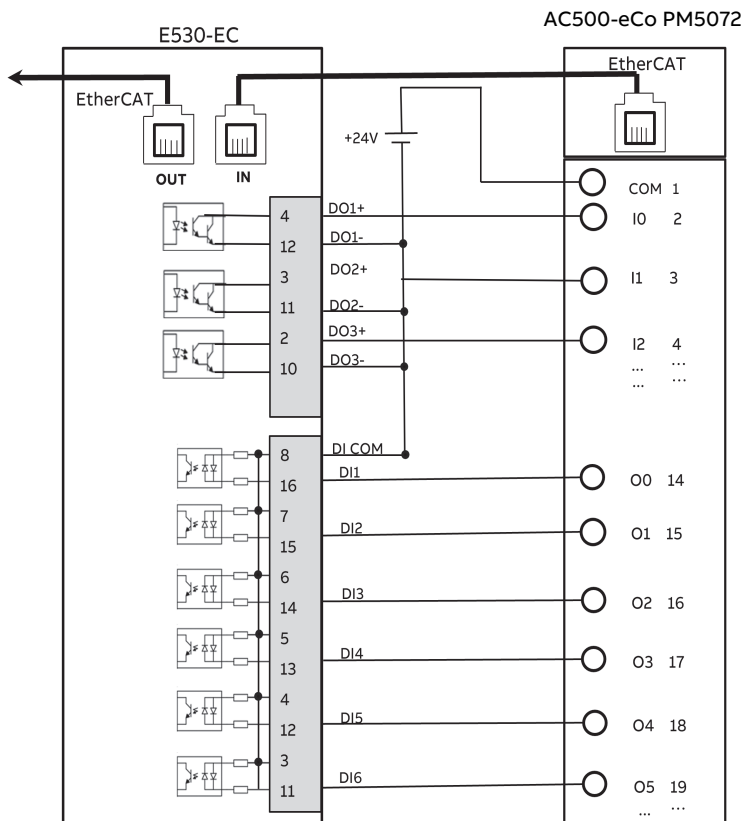 AC500-eCo PM5072
E530-EC
EtherCAT
EtherCAT
+24V
OUT
IN
COM 1
4 DO1+
I0 2
12 DO1-
3 DO2+
I1 3
11 DO2-
2 DO3+
I2 4
10 DO3-
... ...
... ...
8 DI COM
16 DI1
O0 14
7
15 DI2
O1 15
6
14 DI3
O2 16
5
13 DI4
O3 17
4
12 DI5
O4 18
3
11 DI6
O5 19
... ...